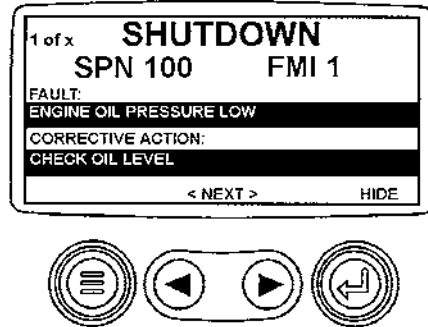 1 of x SHUTDOWN
SPN 100 FMI 1
FAULT:
ENGINE OIL PRESSURE LOW
CORRECTIVE ACTION:
CHECK OIL LEVEL
< NEXT > HIDE